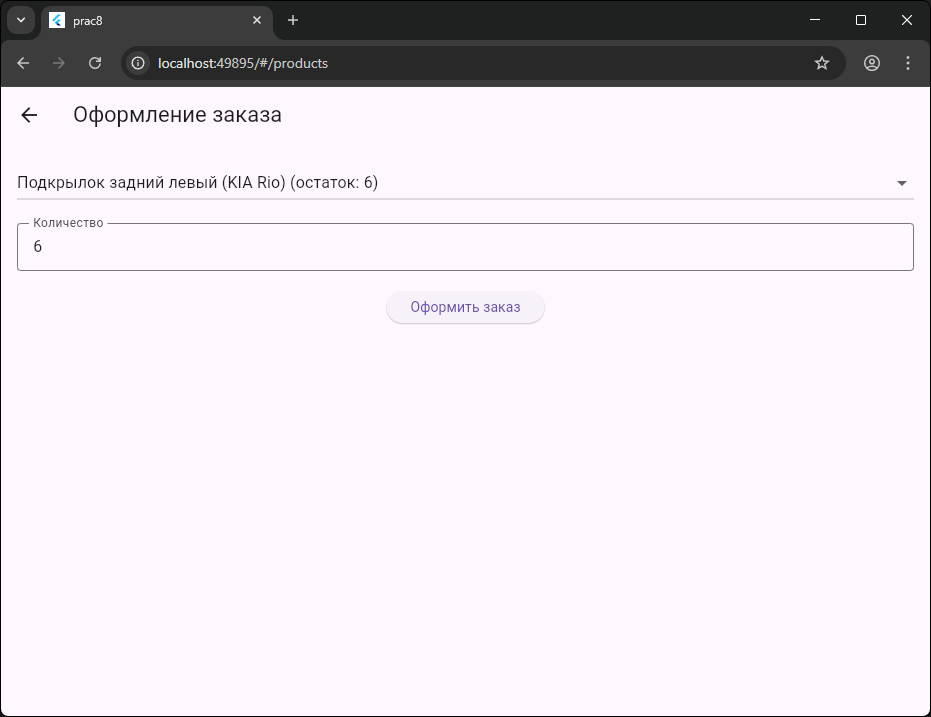 prac8
localhost:49895/#/products
Оформление заказа
Подкрылок задний левый (KIA Rio) (остаток: 6)
Количество
6
Оформить заказ